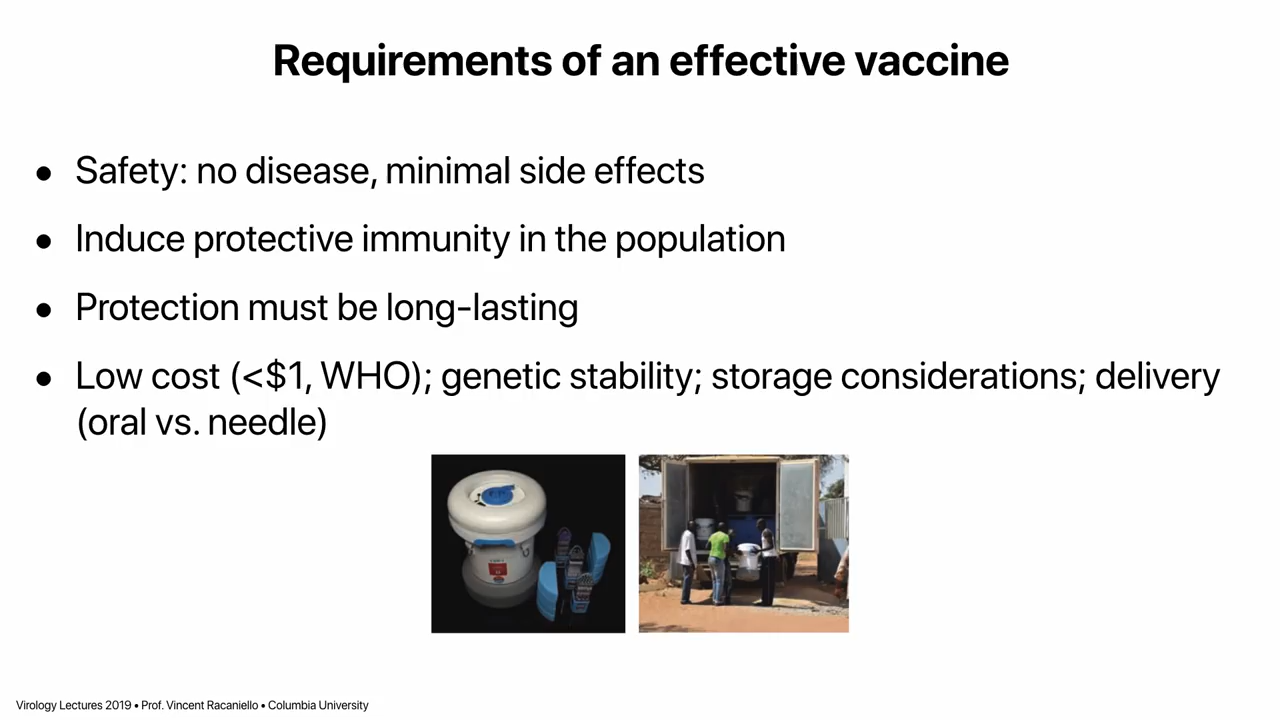 Requirements of an effective vaccine
• Safety: no disease, minimal side effects
• Induce protective immunity in the population
• Protection must be long-lasting
• Low cost (<$1, WHO); genetic stability; storage considerations; delivery
(oral vs. needle)
Virology Lectures 2019 • Prof. Vincent Racaniello • Columbia University